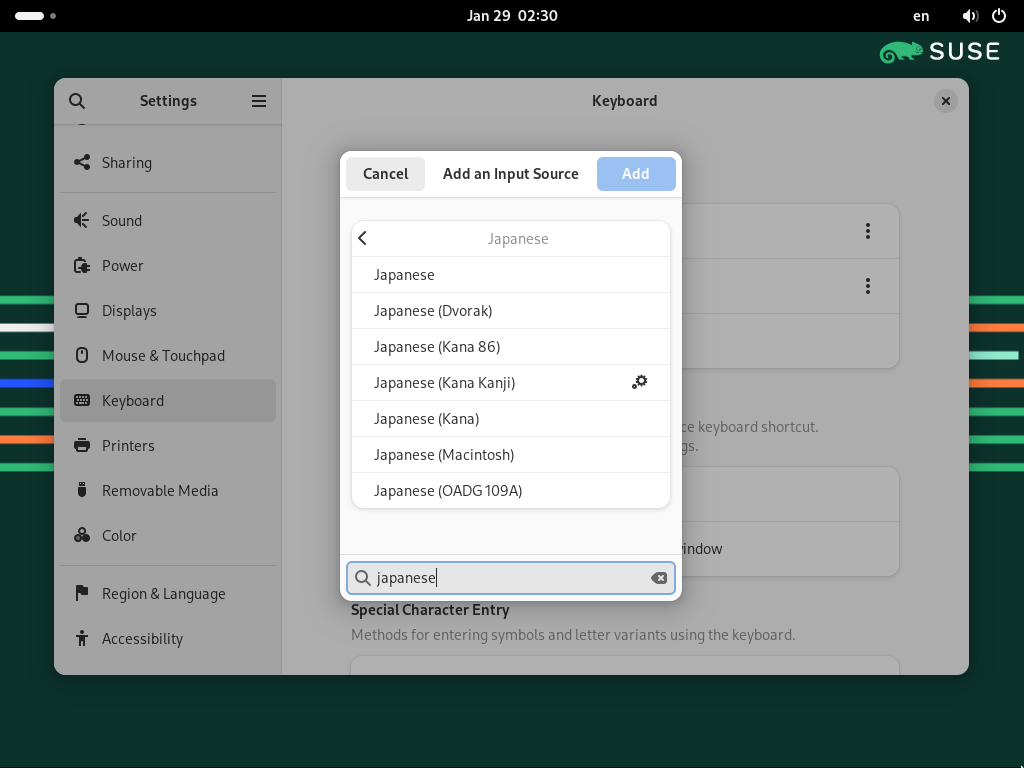 Jan 29 02:30
en
SUSE
Settings
Keyboard
Sharing
Sound
Power
Displays
Mouse & Touchpad
Keyboard
Printers
Removable Media
Color
Region & Language
Accessibility
Cancel
Add an Input Source
Add
Japanese
Japanese
Japanese (Dvorak)
Japanese (Kana 86)
Japanese (Kana Kanji)
Japanese (Kana)
Japanese (Macintosh)
Japanese (OADG 109A)
japanese
keyboard shortcut.
Special Character Entry
Methods for entering symbols and letter variants using the keyboard.